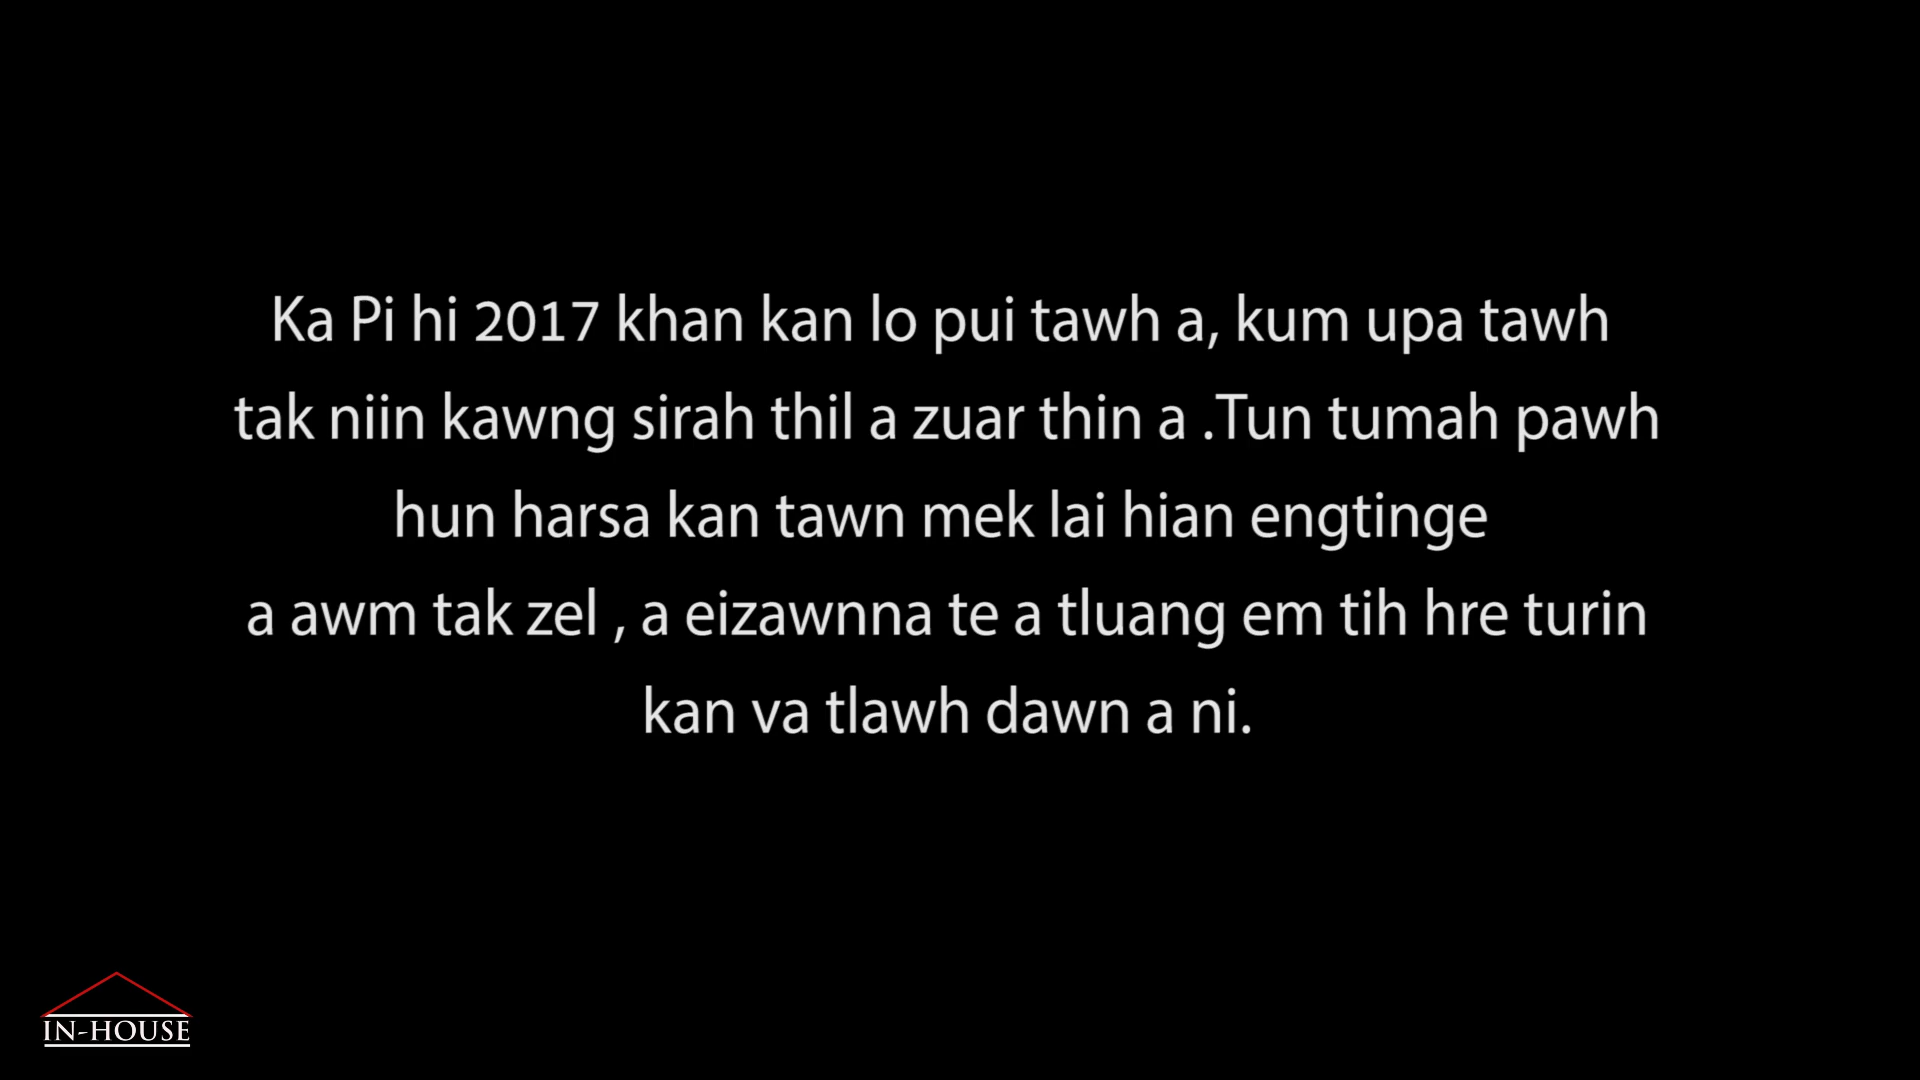 Ka Pi hi 2017 khan kan lo pui tawh a, kum upa tawh
tak niin kawng sirah thil a zuar thin a .Tun tumah pawh
hun harsa kan tawn mek lai hian engtinge
a awm tak zel , a eizawnna te a tluang em tih hre turin
kan va tlawh dawn a ni.
IN-HOUSE